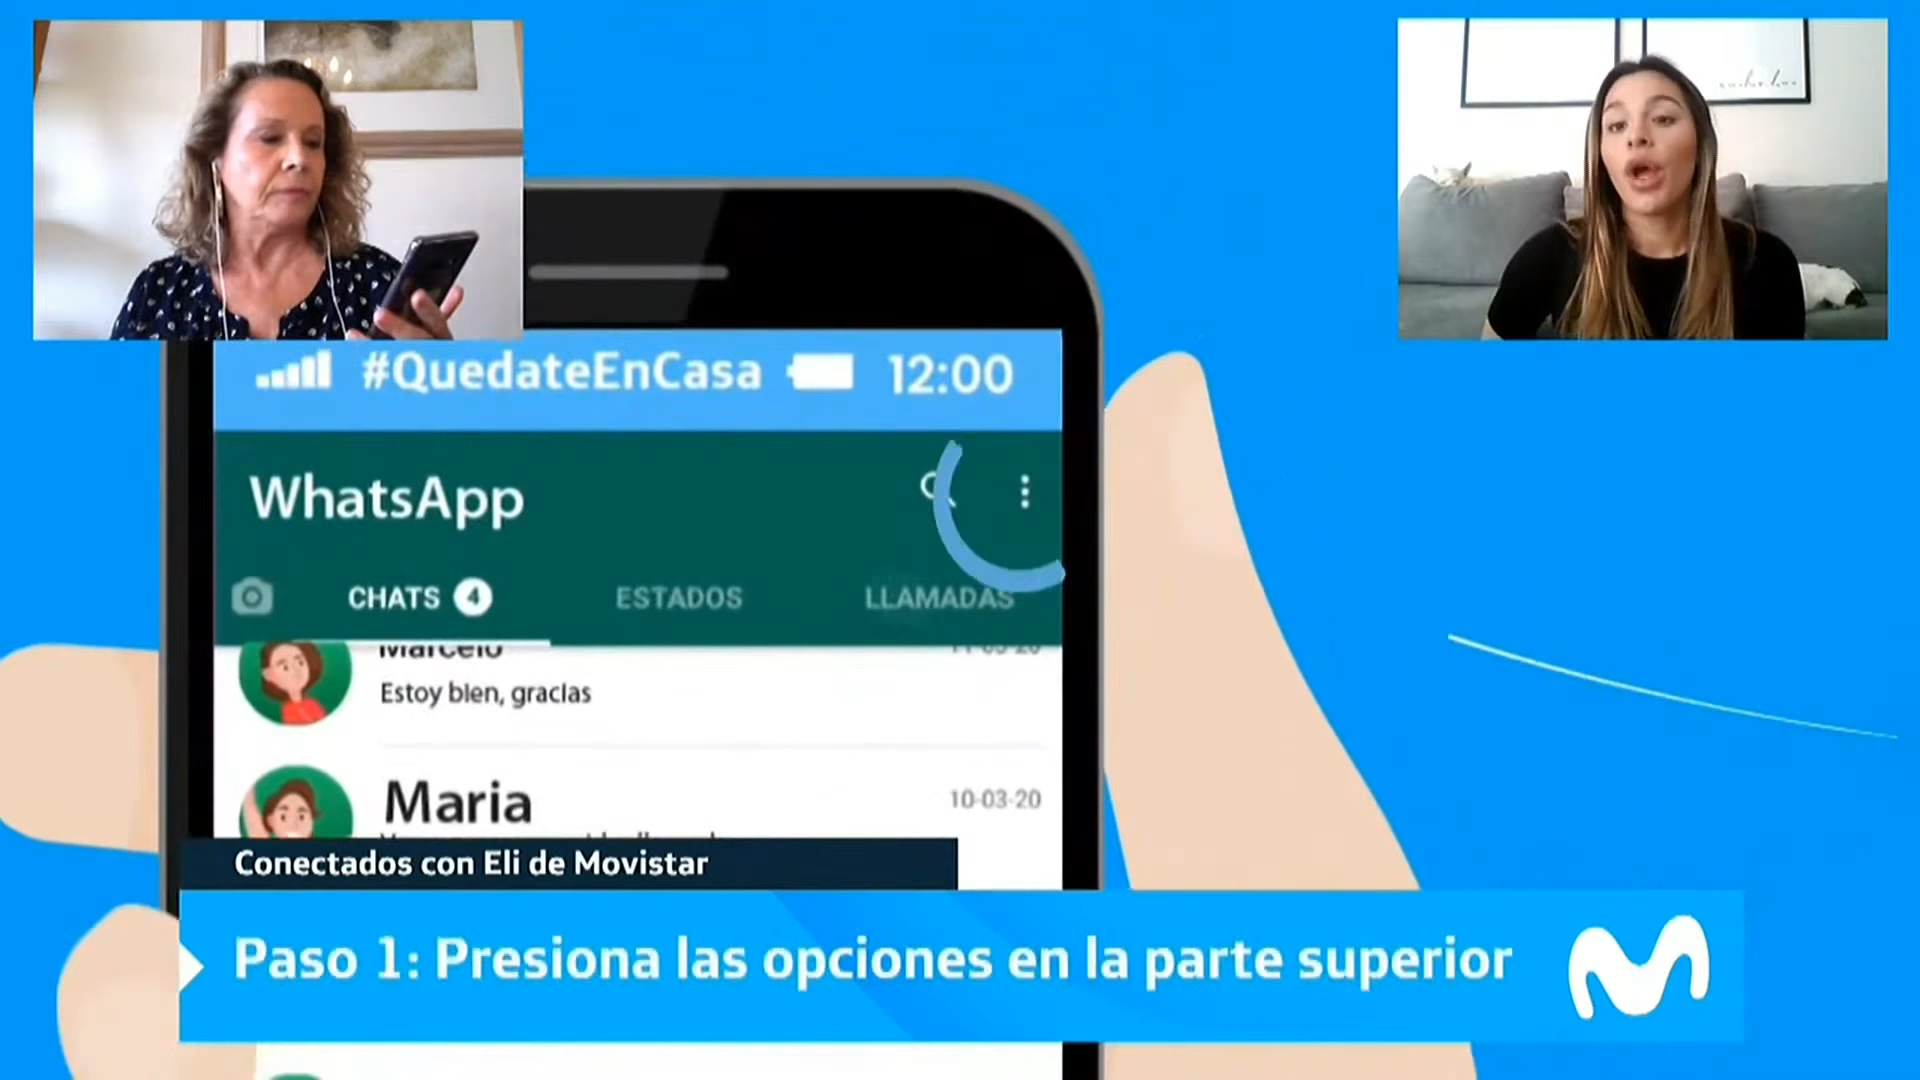 #QuedateEnCasa 12:00
WhatsApp
CHATS 4 ESTADOS LLAMADAS
Marcelo
Estoy bien, gracias
Maria 10-03-20
Conectados con Eli de Movistar
Paso 1: Presiona las opciones en la parte superior